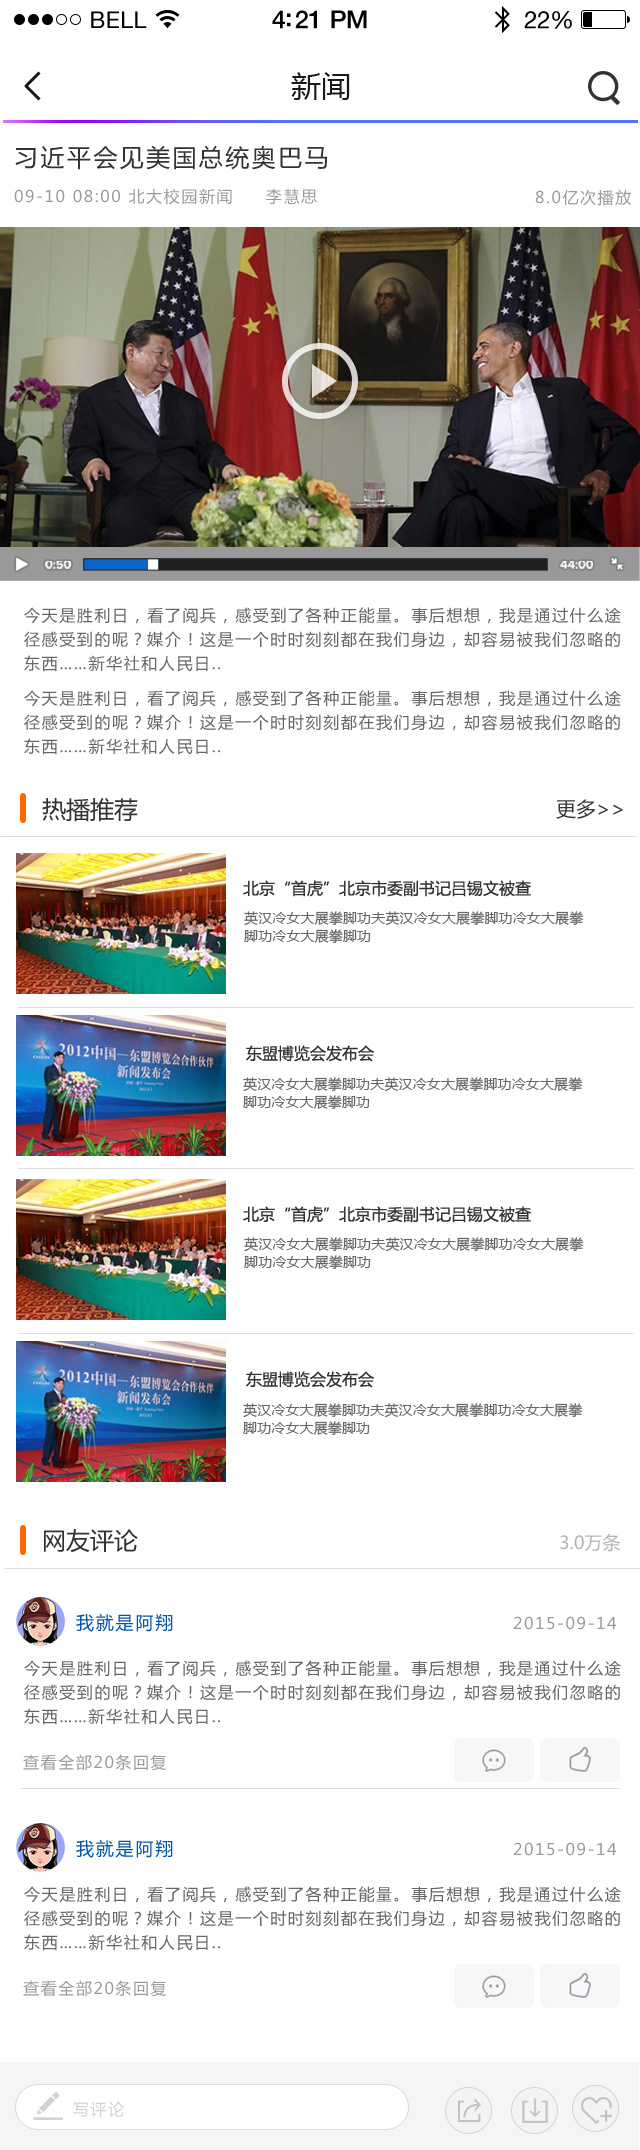 BELL 4:21 PM 22%
新闻
习近平会见美国总统奥巴马
09-10 08:00 北大校园新闻 李慧思 8.0亿次播放
0:50 44:00
今天是胜利日，看了阅兵，感受到了各种正能量。事后想想，我是通过什么途
径感受到的呢？媒介！这是一个时时刻刻都在我们身边，却容易被我们忽略的
东西......新华社和人民日..
今天是胜利日，看了阅兵，感受到了各种正能量。事后想想，我是通过什么途
径感受到的呢？媒介！这是一个时时刻刻都在我们身边，却容易被我们忽略的
东西......新华社和人民日..
热播推荐 更多>>
北京“首虎”北京市委副书记吕锡文被查
英汉冷女大展拳脚功夫英汉冷女大展拳脚功冷女大展拳
脚功冷女大展拳脚功
2012中国—东盟博览会合作伙伴
新闻发布会
东盟博览会发布会
英汉冷女大展拳脚功夫英汉冷女大展拳脚功冷女大展拳
脚功冷女大展拳脚功
北京“首虎”北京市委副书记吕锡文被查
英汉冷女大展拳脚功夫英汉冷女大展拳脚功冷女大展拳
脚功冷女大展拳脚功
2012中国—东盟博览会合作伙伴
新闻发布会
东盟博览会发布会
英汉冷女大展拳脚功夫英汉冷女大展拳脚功冷女大展拳
脚功冷女大展拳脚功
网友评论 3.0万条
我就是阿翔 2015-09-14
今天是胜利日，看了阅兵，感受到了各种正能量。事后想想，我是通过什么途
径感受到的呢？媒介！这是一个时时刻刻都在我们身边，却容易被我们忽略的
东西......新华社和人民日..
查看全部20条回复
我就是阿翔 2015-09-14
今天是胜利日，看了阅兵，感受到了各种正能量。事后想想，我是通过什么途
径感受到的呢？媒介！这是一个时时刻刻都在我们身边，却容易被我们忽略的
东西......新华社和人民日..
查看全部20条回复
写评论